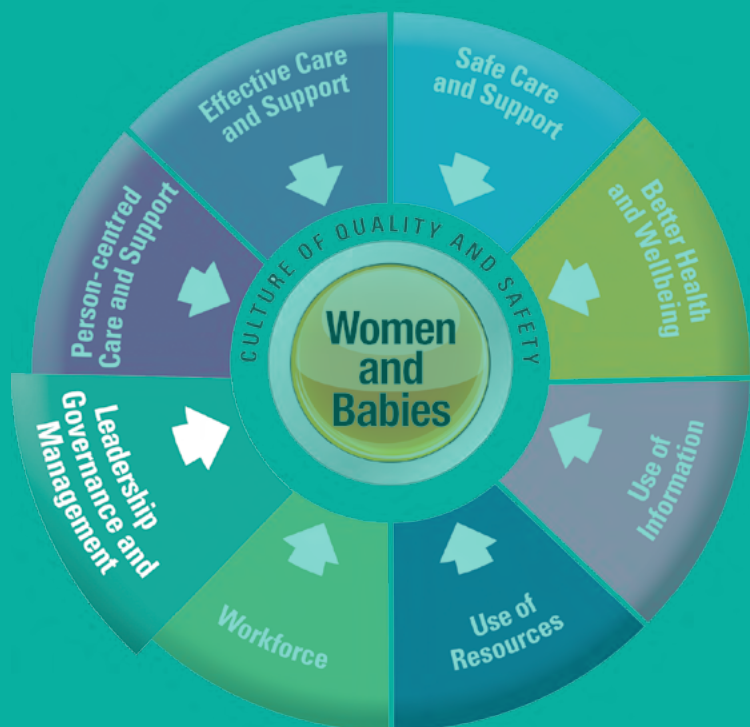 Effective Care
and Support
Safe Care
and Support
Better Health
and Wellbeing
Use of
Information
Use of
Resources
Workforce
Leadership
Governance and
Management
Person-centred
Care and Support
CULTURE OF QUALITY AND SAFETY
Women
and
Babies